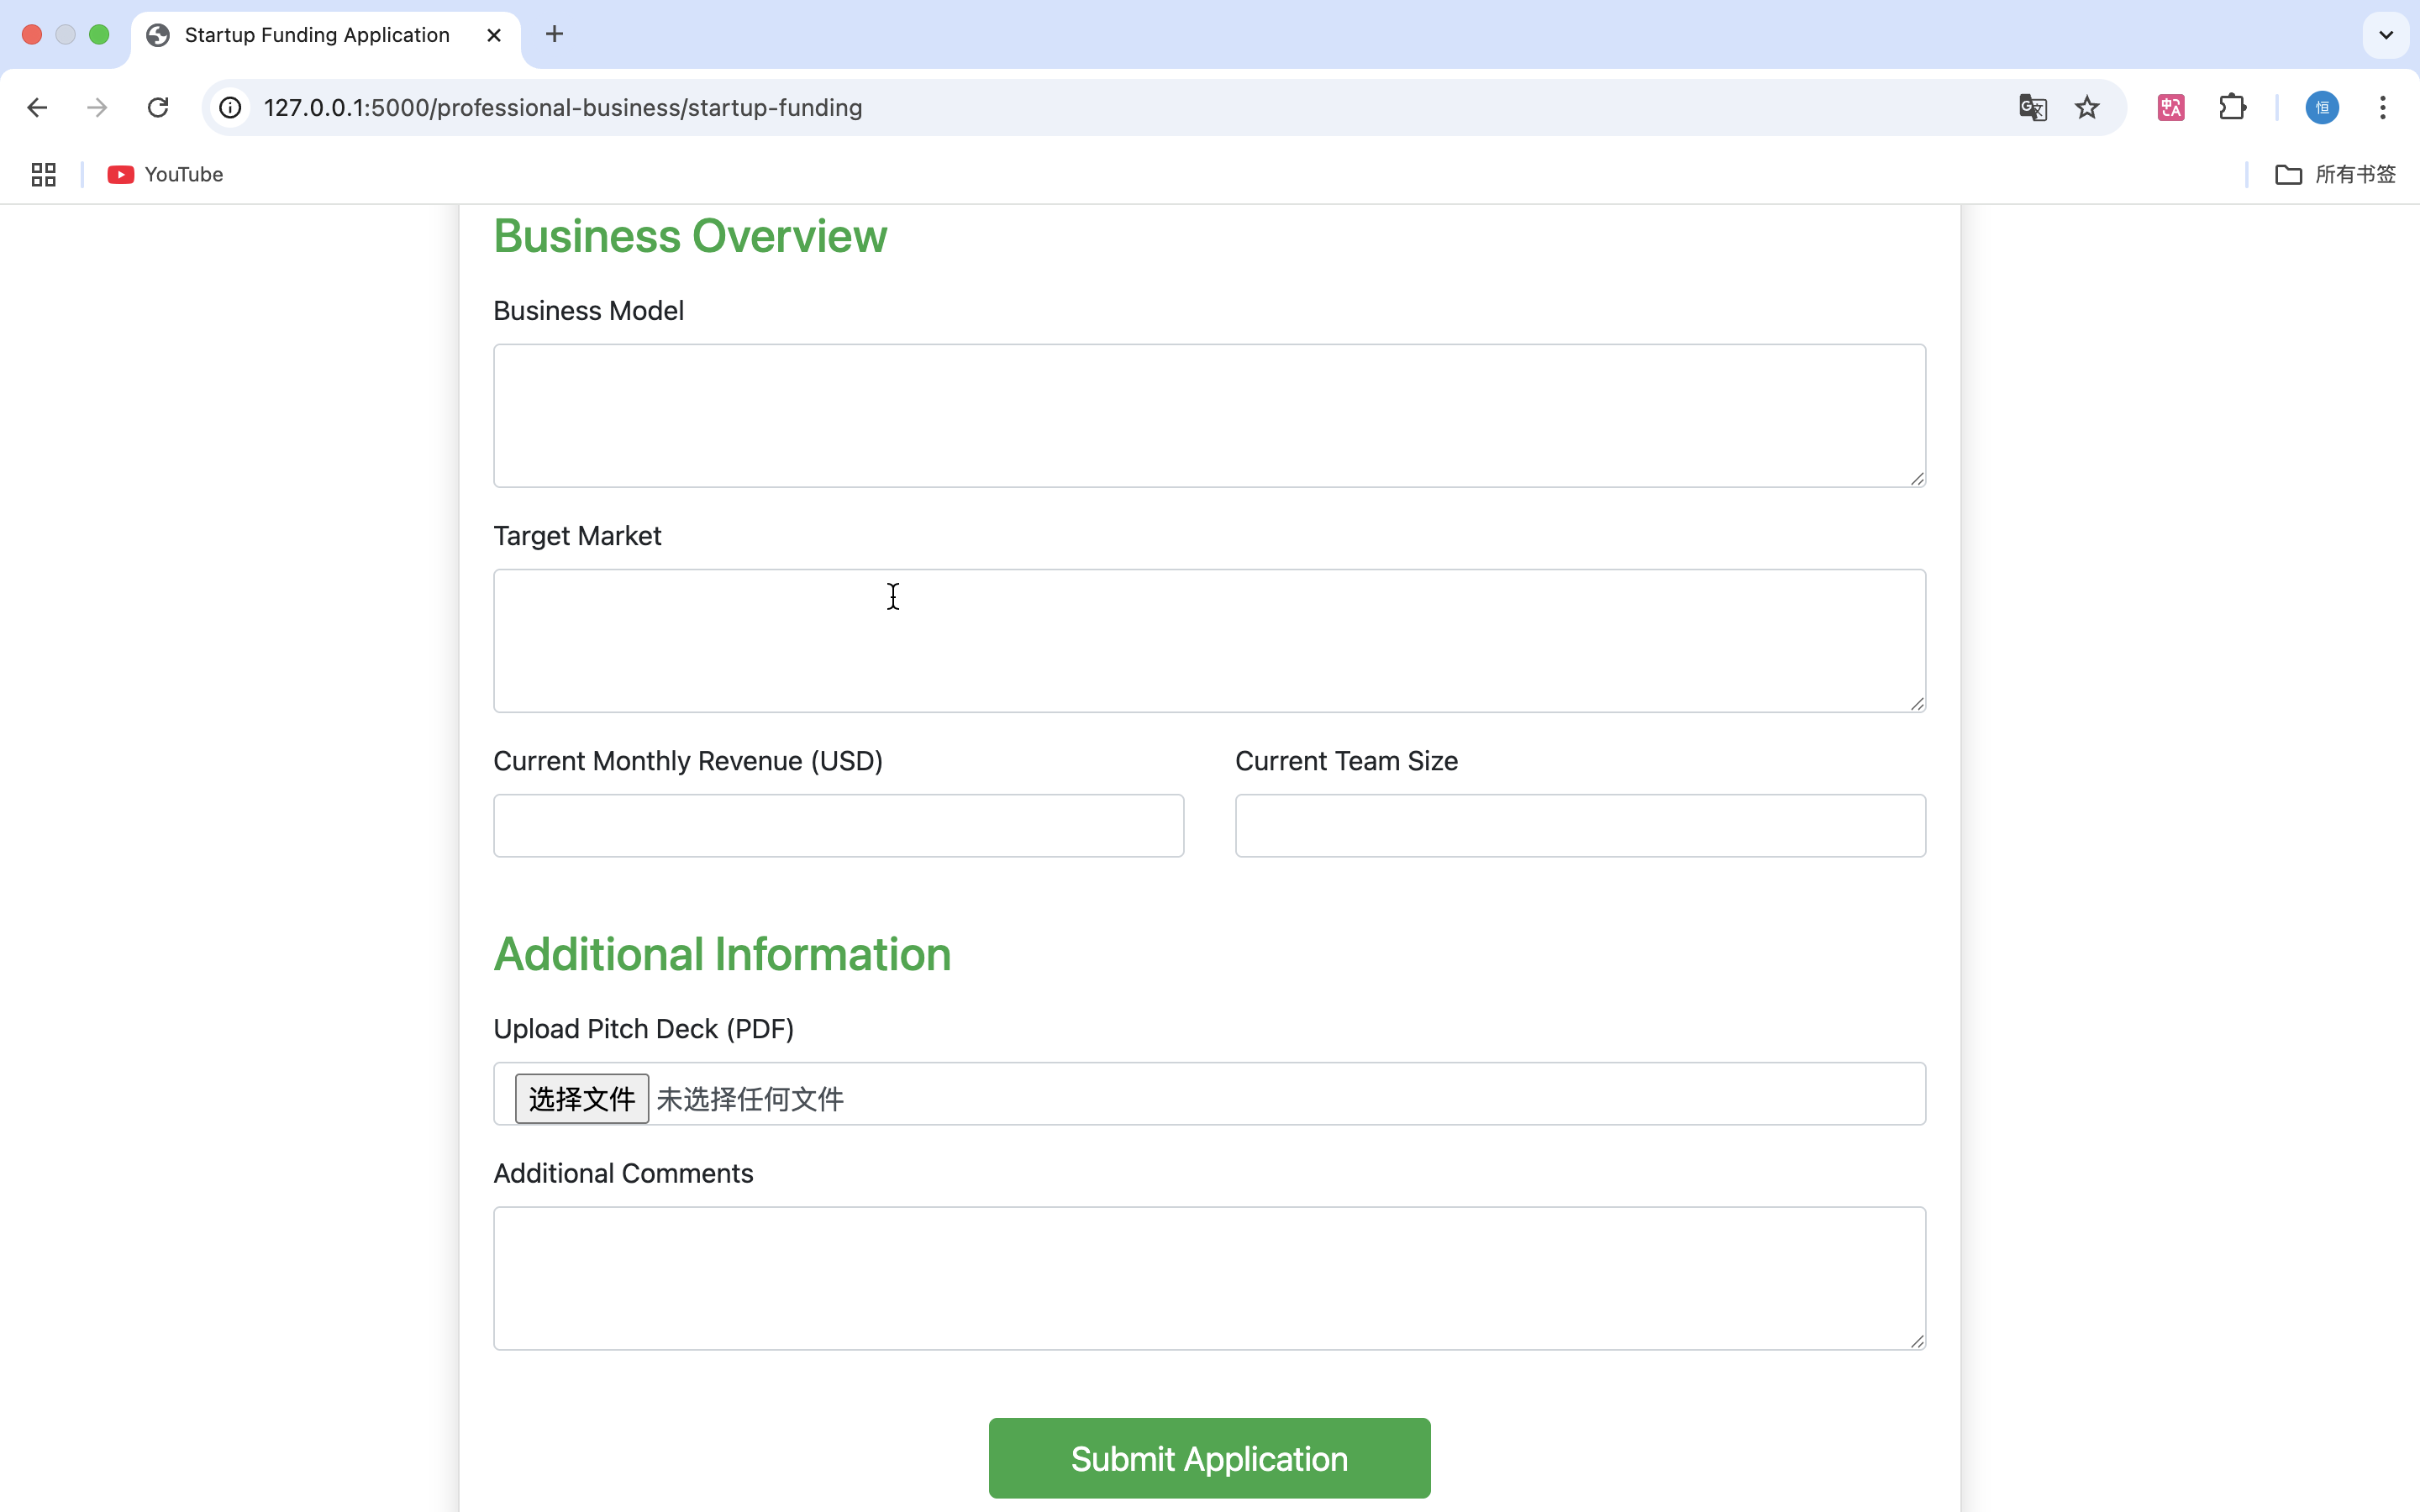 Startup Funding Application
127.0.0.1:5000/professional-business/startup-funding
恒
YouTube
所有书签
Business Overview
Business Model
Target Market
Current Monthly Revenue (USD)
Current Team Size
Additional Information
Upload Pitch Deck (PDF)
选择文件 未选择任何文件
Additional Comments
Submit Application